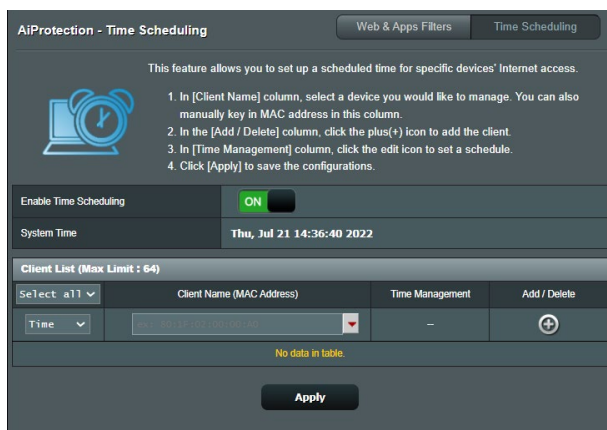 AiProtection - Time Scheduling
Web & Apps Filters
Time Scheduling
This feature allows you to set up a scheduled time for specific devices' Internet access.
1. In [Client Name] column, select a device you would like to manage. You can also
manually key in MAC address in this
column.
2. In the [Add / Delete] column, click the plus(+) icon to add the client.
3. In [Time Management] column, click the edit icon to set a schedule.
4. Click [Apply] to save the configurations.
Enable Time Scheduling
ON
System Time
Thu, Jul 21 14:36:40 2022
Client List (Max Limit : 64)
Select all
Client Name (MAC Address)
Time Management
Add / Delete
Time
ex:
–
No data in table.
Apply